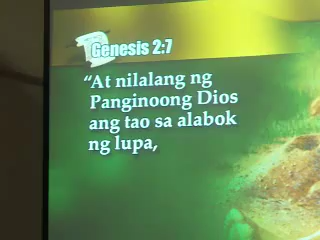 Genesis 2:7
“At nilalang ng
Panginoong Dios
ang tao sa alabok
ng lupa,